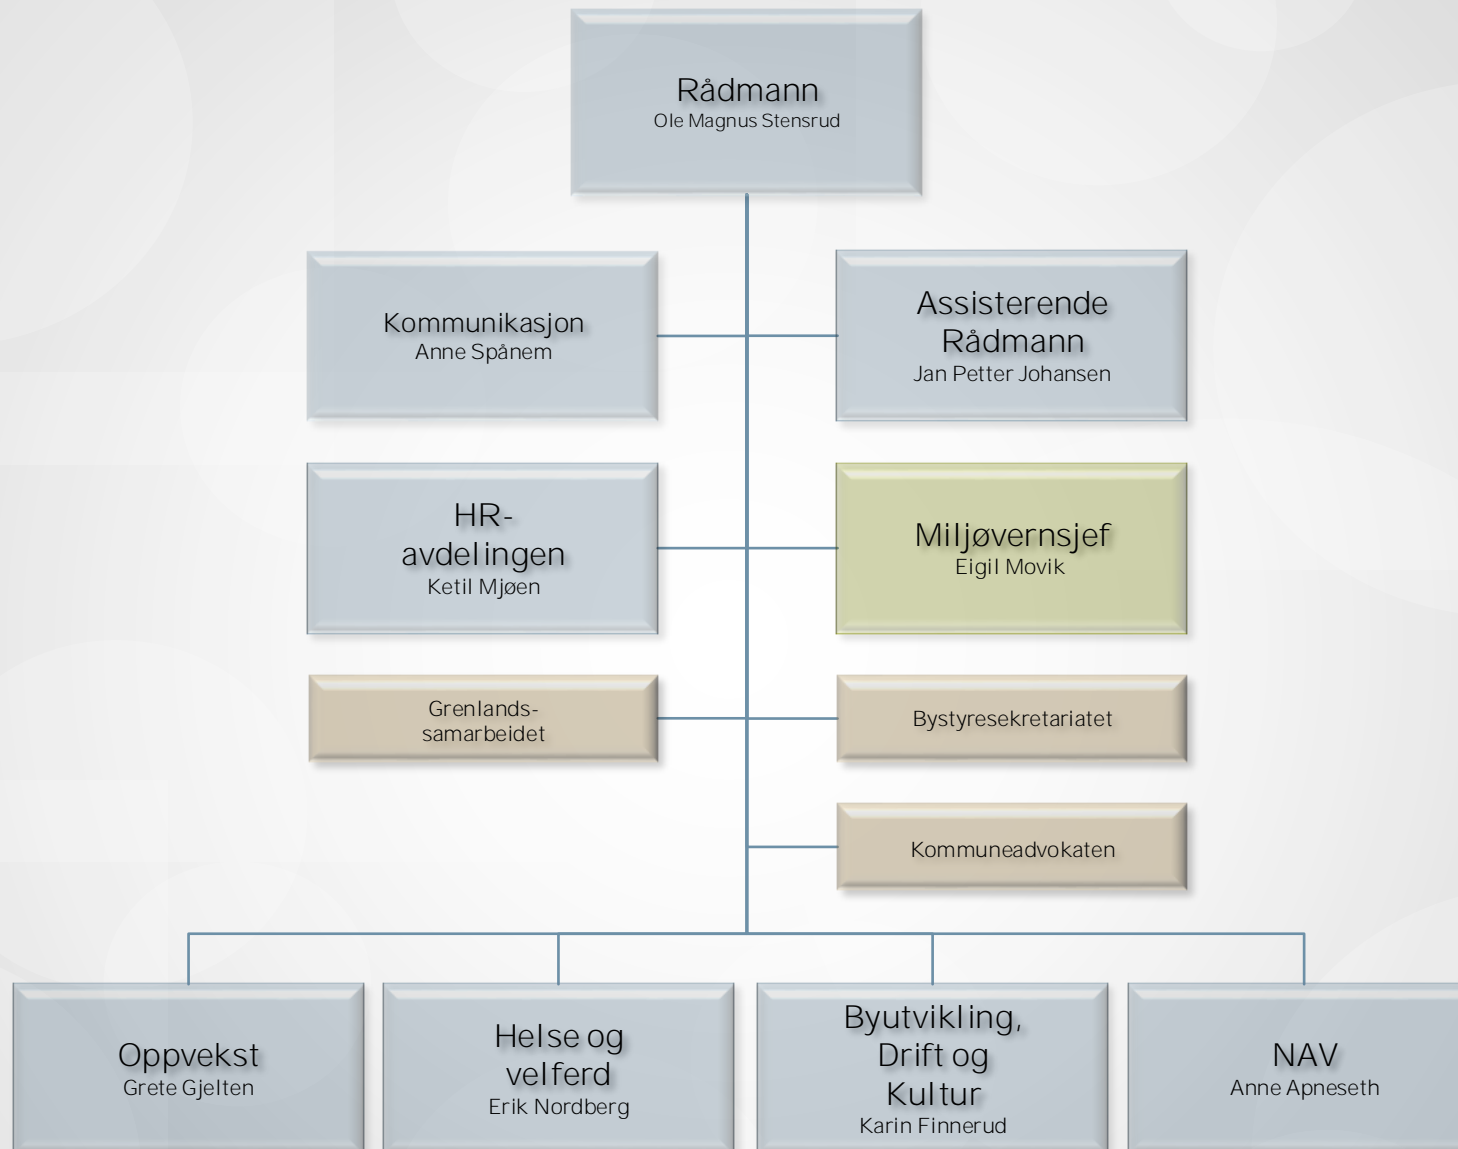 Rådmann
Ole Magnus Stensrud
Kommunikasjon
Anne Spånem
Assisterende
Rådmann
Jan Petter Johansen
HR-
avdelingen
Ketil Mjøen
Miljøvernsjef
Eigil Movik
Grenlands-
samarbeidet
Bystyresekretariatet
Kommuneadvokaten
Oppvekst
Grete Gjelten
Helse og
velferd
Erik Nordberg
Byutvikling,
Drift og
Kultur
Karin Finnerud
NAV
Anne Apneseth